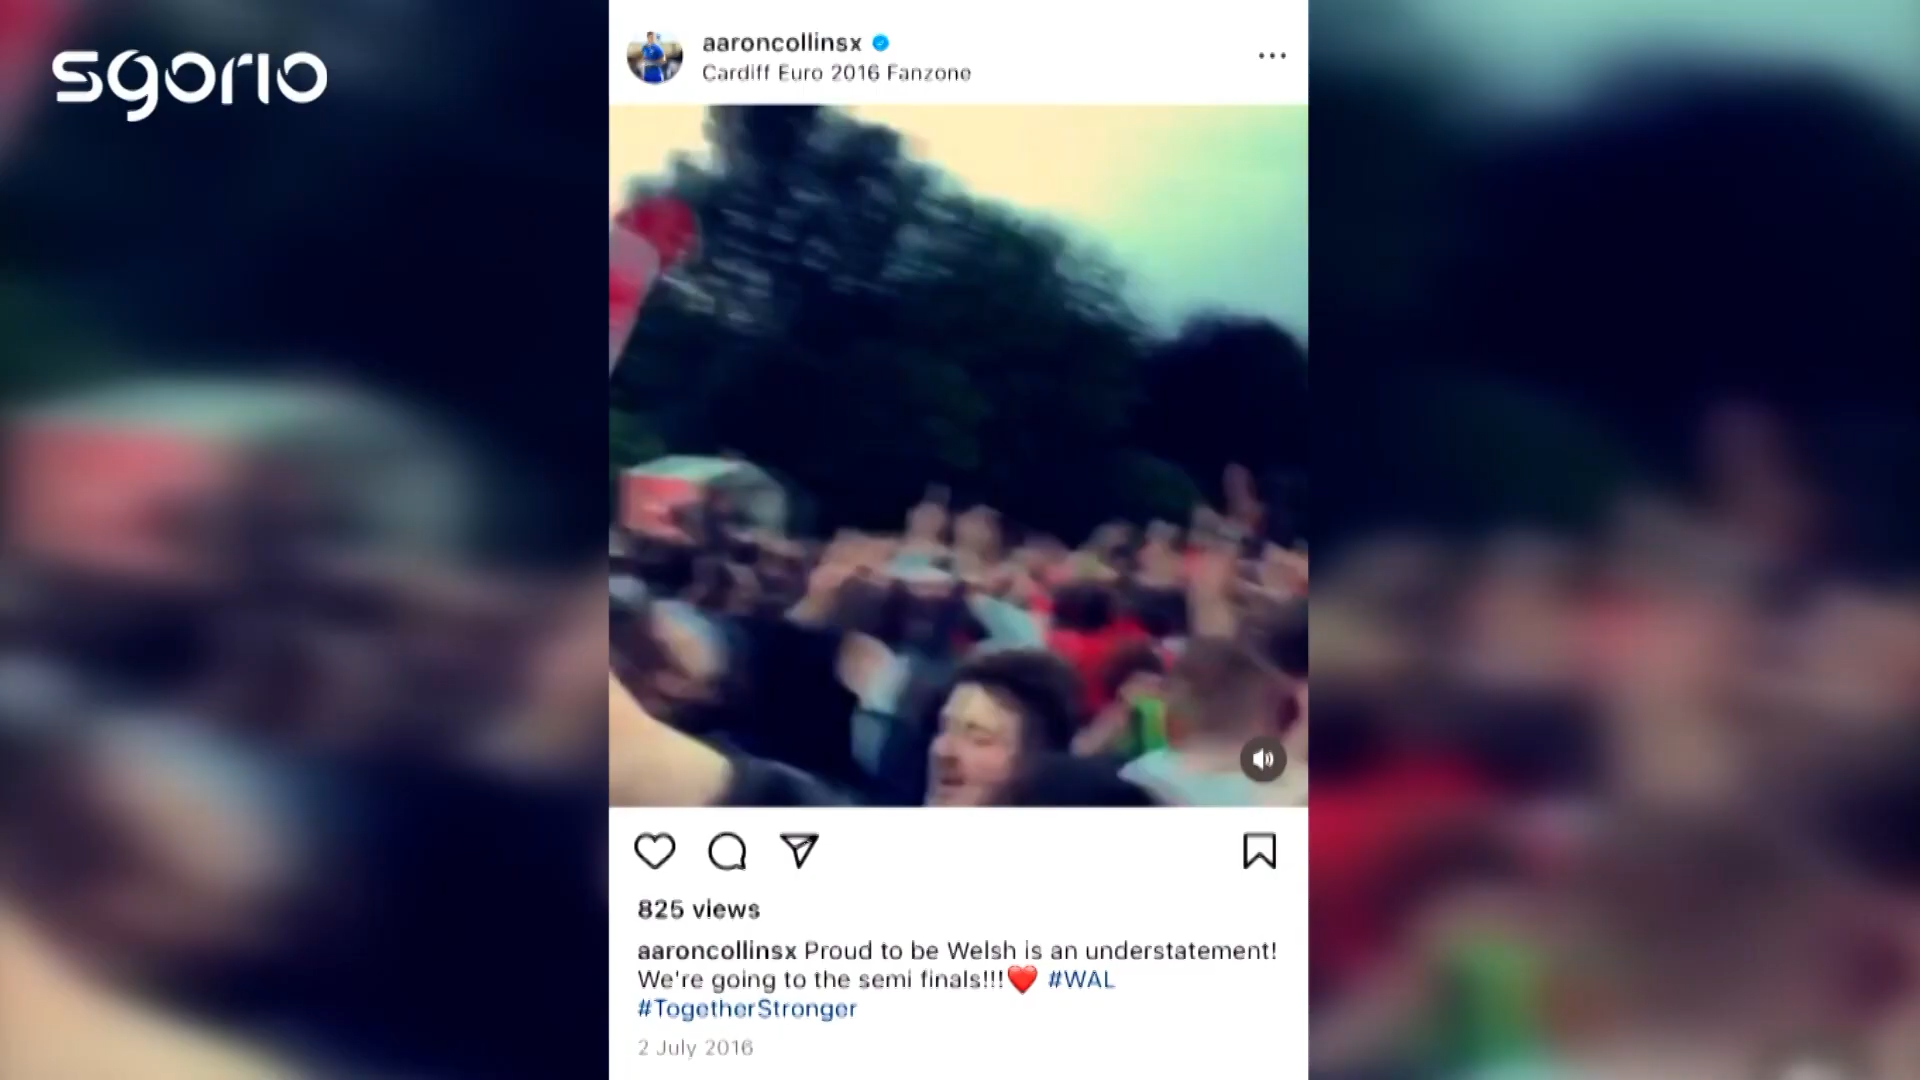 sgorio
aaroncollinsx
Cardiff Euro 2016 Fanzone
825 views
aaroncollinsx Proud to be Welsh is an understatement!
We're going to the semi finals!!!❤️ #WAL
#TogetherStronger
2 July 2016